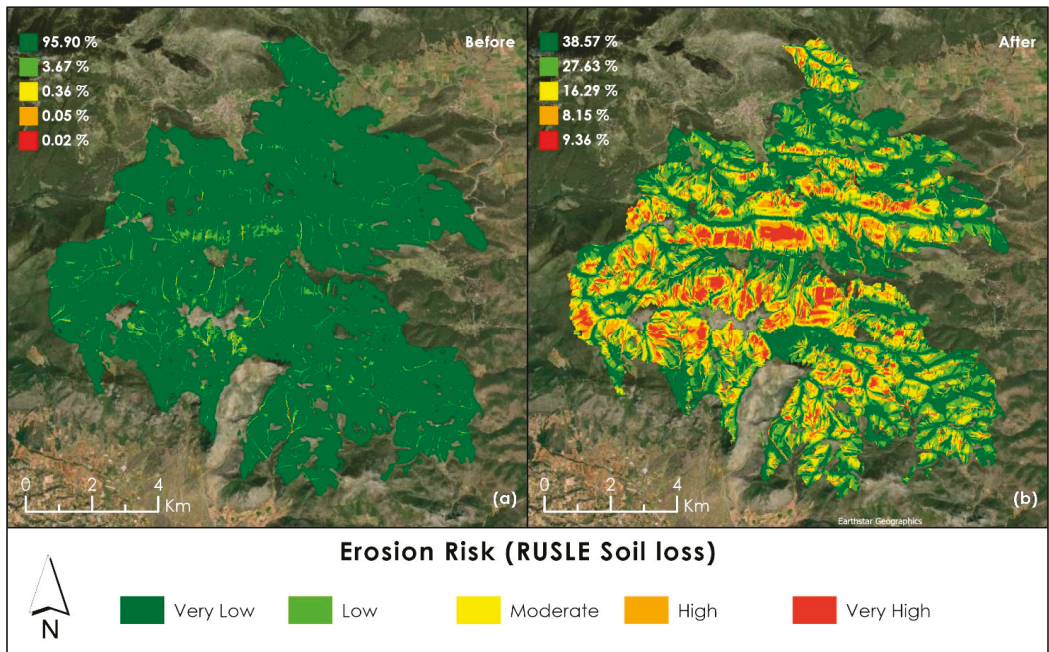 Before
95.90 %
3.67 %
0.36 %
0.05 %
0.02 %
0 2 4
Km
(a)
After
38.57 %
27.63 %
16.29 %
8.15 %
9.36 %
0 2 4
Km
(b)
Earthstar Geographics
Erosion Risk (RUSLE Soil loss)
N
Very Low
Low
Moderate
High
Very High